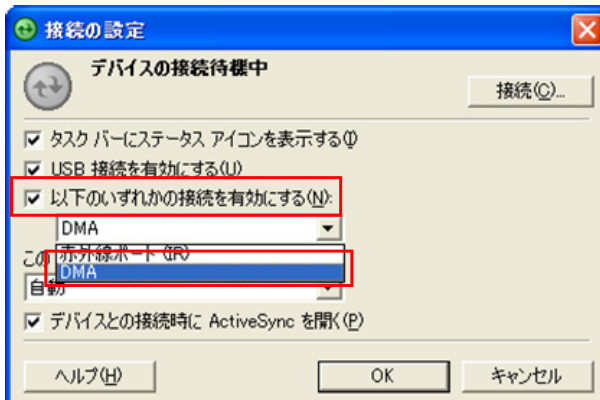 接続の設定
デバイスの接続待機中
接続(C)...
タスク バーにステータス アイコンを表示する(I)
USB 接続を有効にする(U)
以下のいずれかの接続を有効にする(N):
DMA
赤外線ポート (IR)
この
DMA
自動
デバイスとの接続時に ActiveSync を開く(P)
ヘルプ(H)
OK
キャンセル